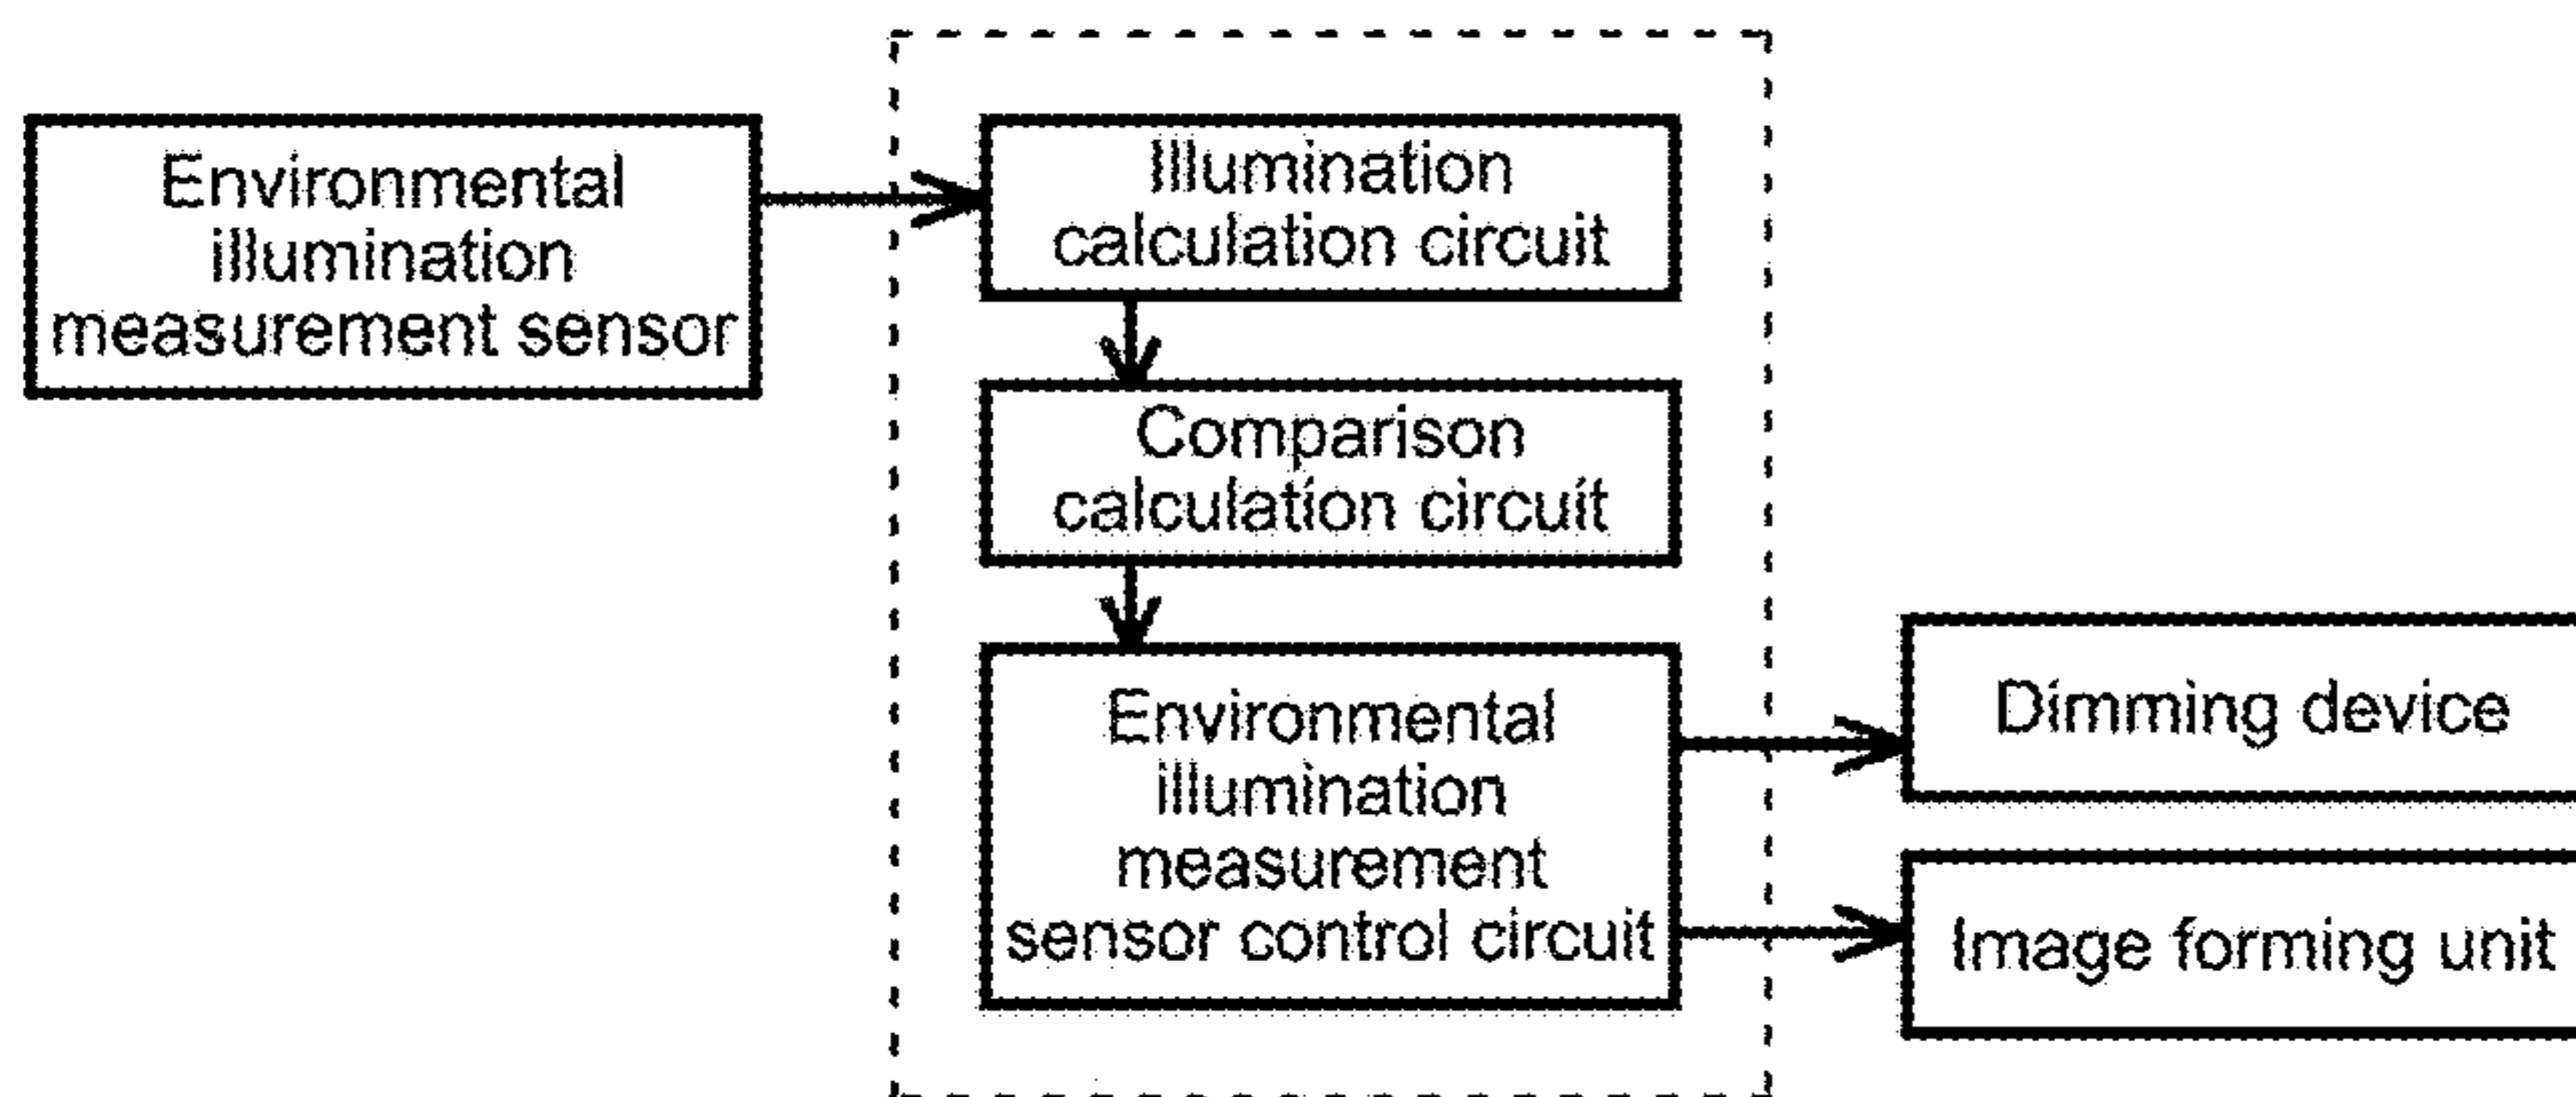 Environmental
illumination
measurement sensor
Illumination
calculation circuit
Comparison
calculation circuit
Environmental
illumination
measurement
sensor control circuit
Dimming device
Image forming unit